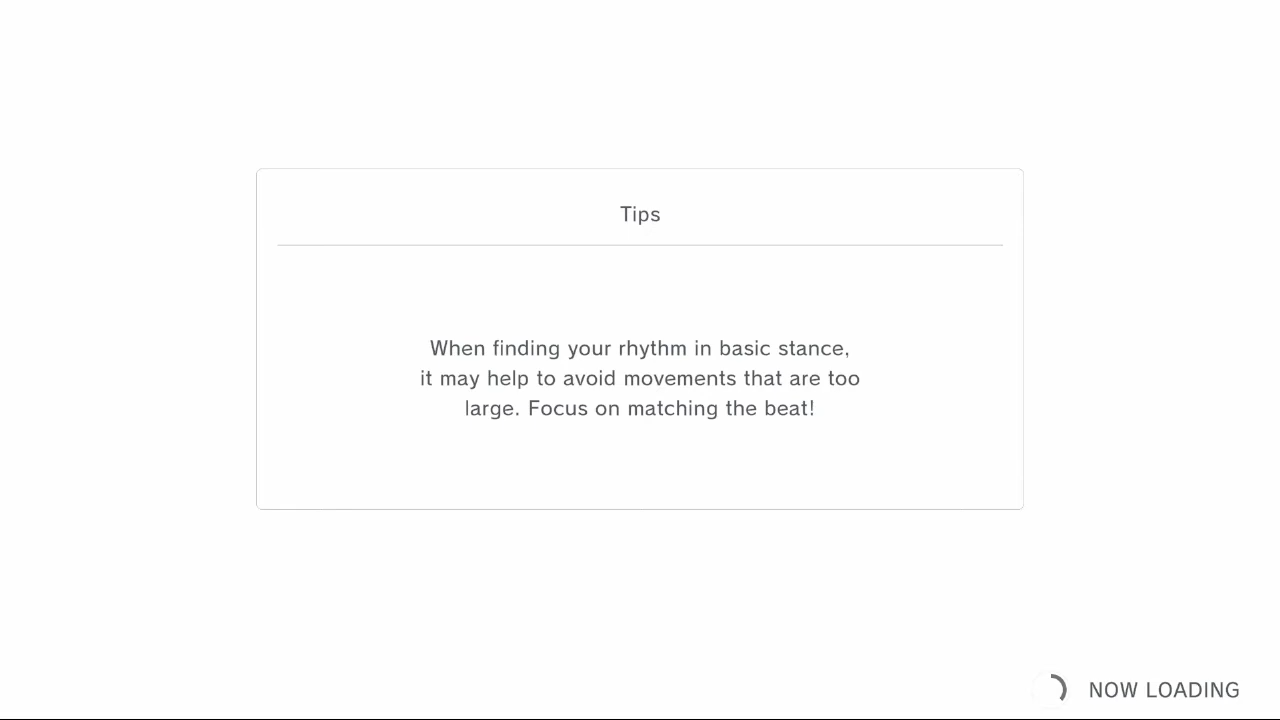 Tips
When finding your rhythm in basic stance,
it may help to avoid movements that are too
large. Focus on matching the beat!
NOW LOADING